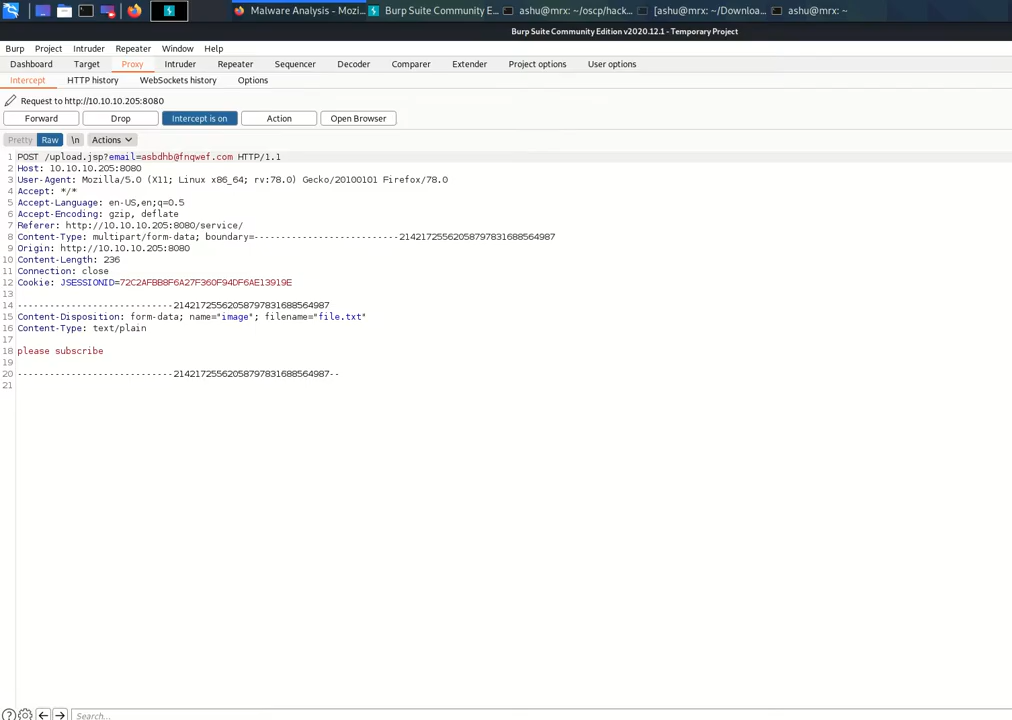 Malware Analysis - Mozi...
Burp Suite Community E...
ashu@mrx: ~/oscp/hack...
[ashu@mrx: ~/Downloa...
ashu@mrx: ~
Burp Suite Community Edition v2020.12.1 - Temporary Project
Burp Project Intruder Repeater Window Help
Dashboard Target Proxy Intruder Repeater Sequencer Decoder Comparer Extender Project options User options
Intercept HTTP history WebSockets history Options
Request to http://10.10.10.205:8080
Forward Drop Intercept is on Action Open Browser
Pretty Raw \n Actions
1 POST /upload.jsp?email=asbdhb@fnqwef.com HTTP/1.1
2 Host: 10.10.10.205:8080
3 User-Agent: Mozilla/5.0 (X11; Linux x86_64; rv:78.0) Gecko/20100101 Firefox/78.0
4 Accept: */*
5 Accept-Language: en-US,en;q=0.5
6 Accept-Encoding: gzip, deflate
7 Referer: http://10.10.10.205:8080/service/
8 Content-Type: multipart/form-data; boundary=---------------------------21421725562058797831688564987
9 Origin: http://10.10.10.205:8080
10 Content-Length: 236
11 Connection: close
12 Cookie: JSESSIONID=72C2AFBB8F6A27F360F94DF6AE13919E
13
14 -----------------------------21421725562058797831688564987
15 Content-Disposition: form-data; name="image"; filename="file.txt"
16 Content-Type: text/plain
17
18 please subscribe
19
20 -----------------------------21421725562058797831688564987--
21
? Search...